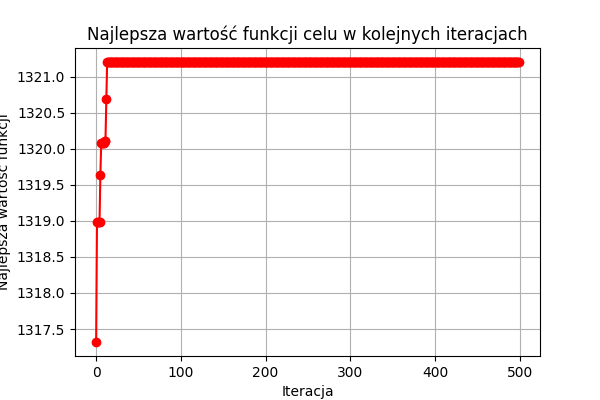 Najlepsza wartość funkcji celu w kolejnych iteracjach
Najlepsza wartość funkcji
1321.0
1320.5
1320.0
1319.5
1319.0
1318.5
1318.0
1317.5
0 100 200 300 400 500
Iteracja